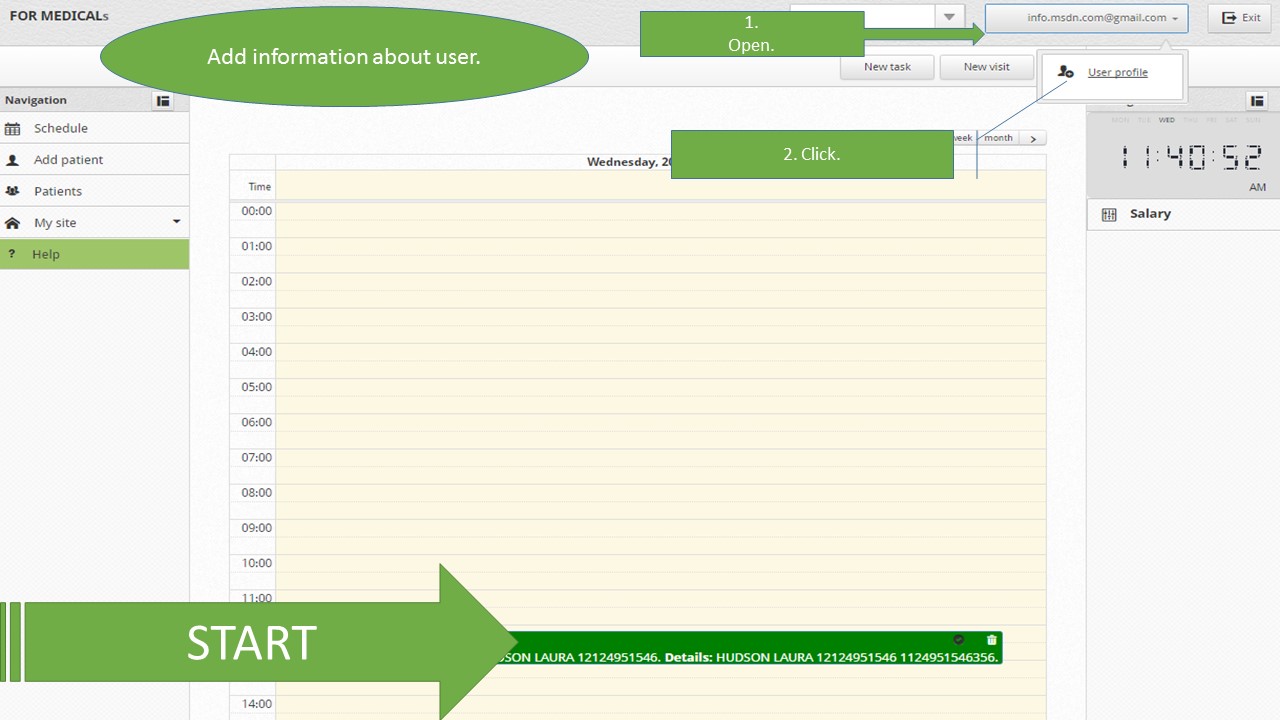 FOR MEDICALs
Add information about user.
1.
Open.
info.msdn.com@gmail.com
Exit
New task
New visit
User profile
Navigation
Schedule
Add patient
Patients
My site
? Help
2. Click.
month
Wednesday, 20
Time
00:00
01:00
02:00
03:00
04:00
05:00
06:00
07:00
08:00
09:00
10:00
11:00
14:00
START
DSON LAURA 12124951546. Details: HUDSON LAURA 12124951546 1124951546356.
MON TUE WED THU FRI SAT SUN
11:40:52
AM
Salary